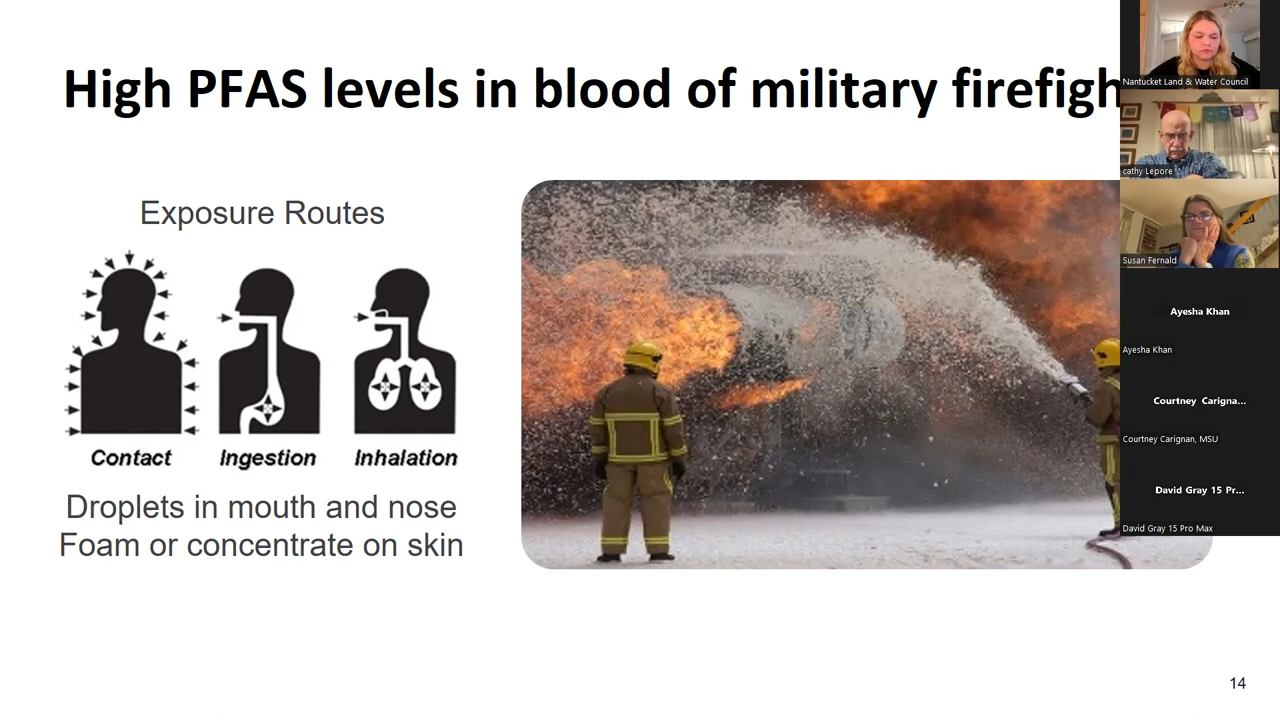 High PFAS levels in blood of military firefigh
Exposure Routes
Contact
Ingestion
Inhalation
Droplets in mouth and nose
Foam or concentrate on skin
14
Nantucket Land & Water Council
cathy Lepore
Susan Fernald
Ayesha Khan
Ayesha Khan
Courtney Carigna...
Courtney Carignan, MSU
David Gray 15 Pr...
David Gray 15 Pro Max